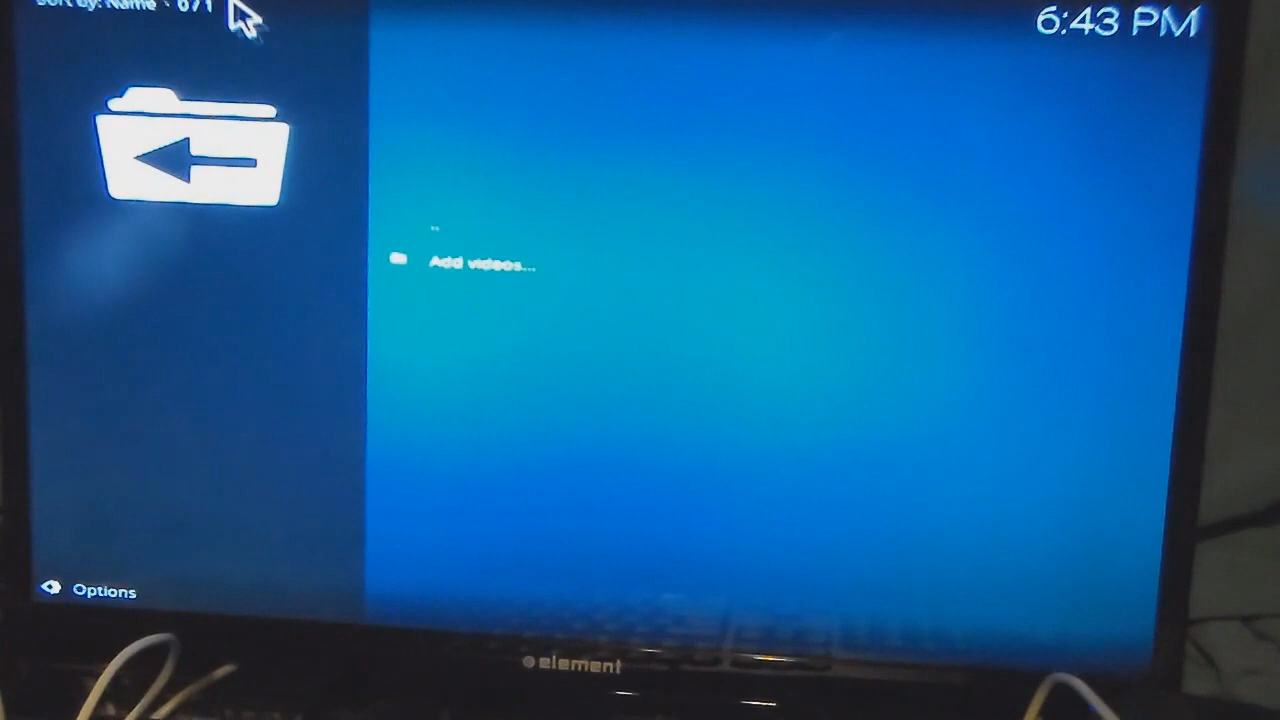 Sort by: Name · 0 / 1
6:43 PM
..
Add videos...
Options
element